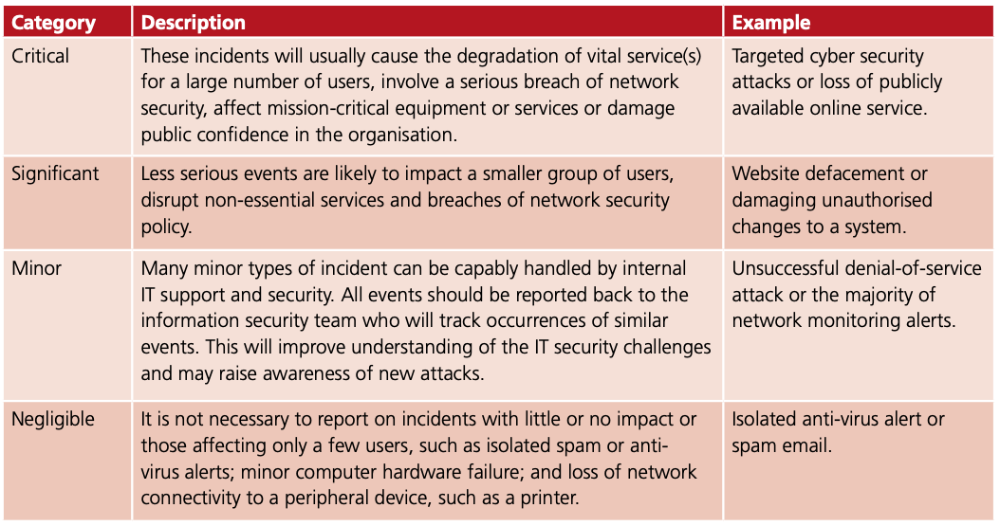 Category Description Example
Critical These incidents will usually cause the degradation of vital service(s) Targeted cyber security
for a large number of users, involve a serious breach of network attacks or loss of publicly
security, affect mission-critical equipment or services or damage available online service.
public confidence in the organisation.
Significant Less serious events are likely to impact a smaller group of users, Website defacement or
disrupt non-essential services and breaches of network security damaging unauthorised
policy. changes to a system.
Minor Many minor types of incident can be capably handled by internal Unsuccessful denial-of-service
IT support and security. All events should be reported back to the attack or the majority of
information security team who will track occurrences of similar network monitoring alerts.
events. This will improve understanding of the IT security challenges
and may raise awareness of new attacks.
Negligible It is not necessary to report on incidents with little or no impact or Isolated anti-virus alert or
those affecting only a few users, such as isolated spam or anti- spam email.
virus alerts; minor computer hardware failure; and loss of network
connectivity to a peripheral device, such as a printer.